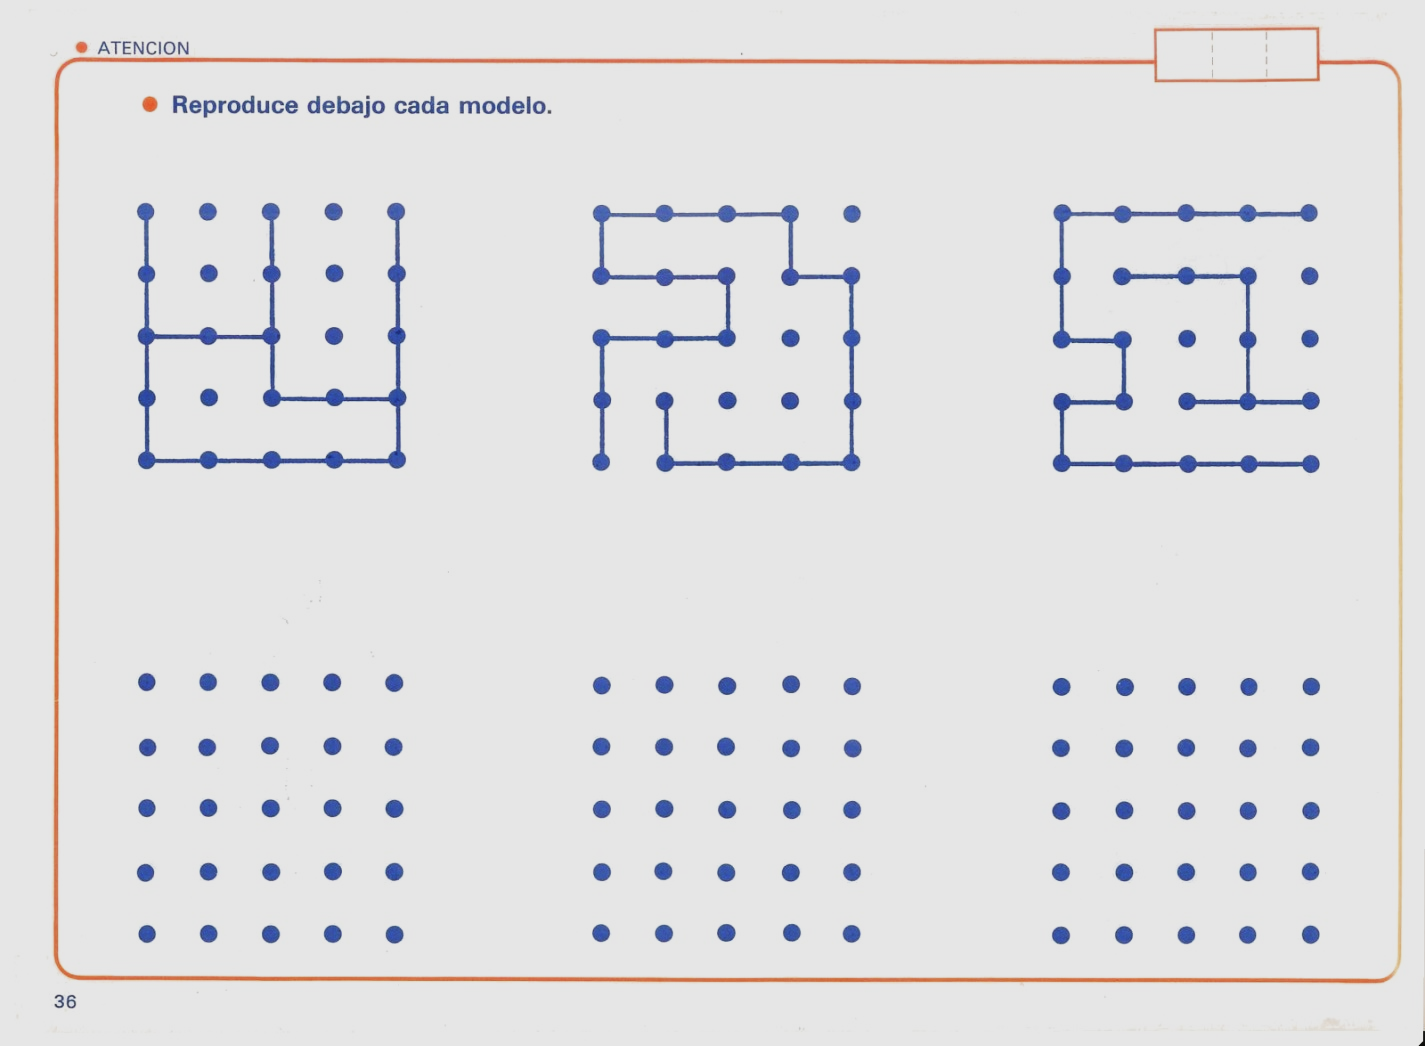 ATENCION
Reproduce debajo cada modelo.
36